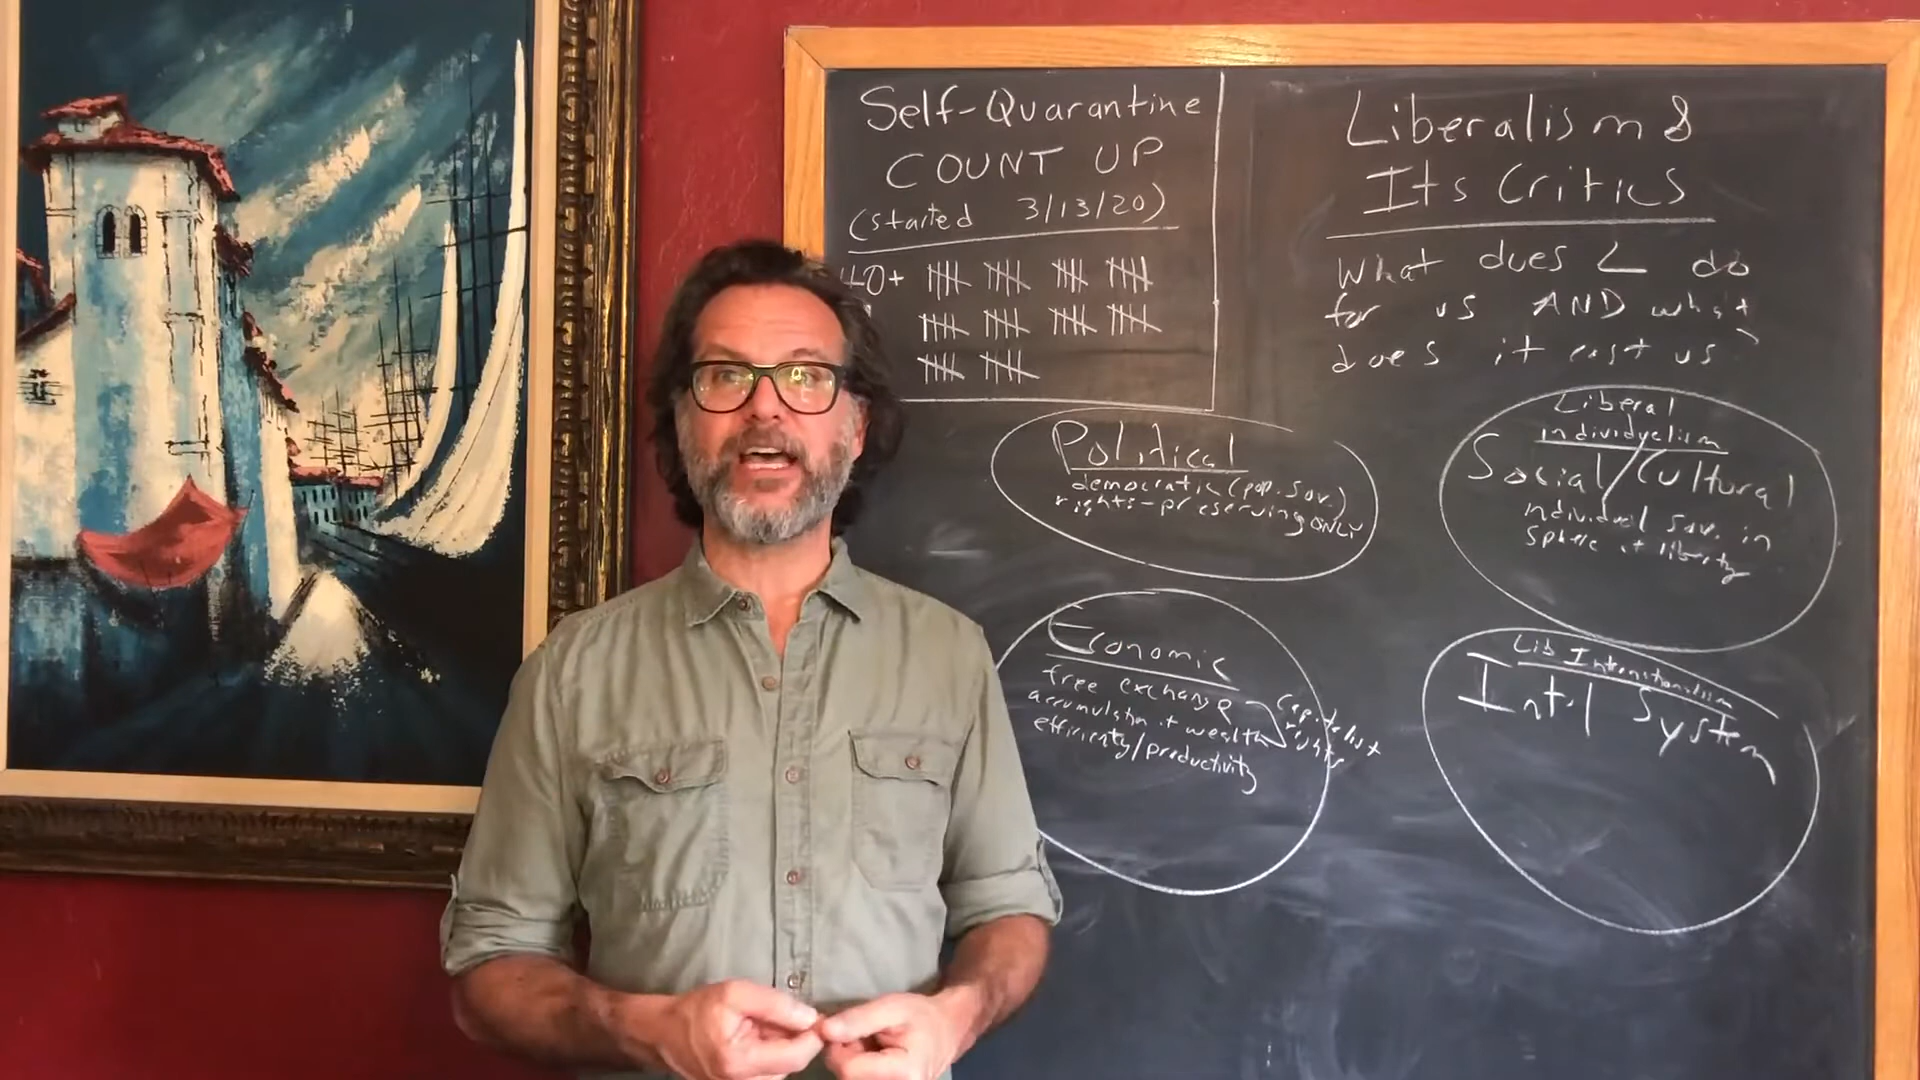 Self-Quarantine
COUNT UP
(started 3/13/20)
40+
Liberalism &
Its Critics
What does L do
for us AND what
does it cost us
Political
democratic (pop. sov.)
rights-preserving ONLY
Liberal
individualism
Social/Cultural
individual sov. in
sphere of liberty
Economic
free exchange
accumulation of wealth
efficiency/productivity
Capitalist
rights
Lib Internationalism
Int'l System